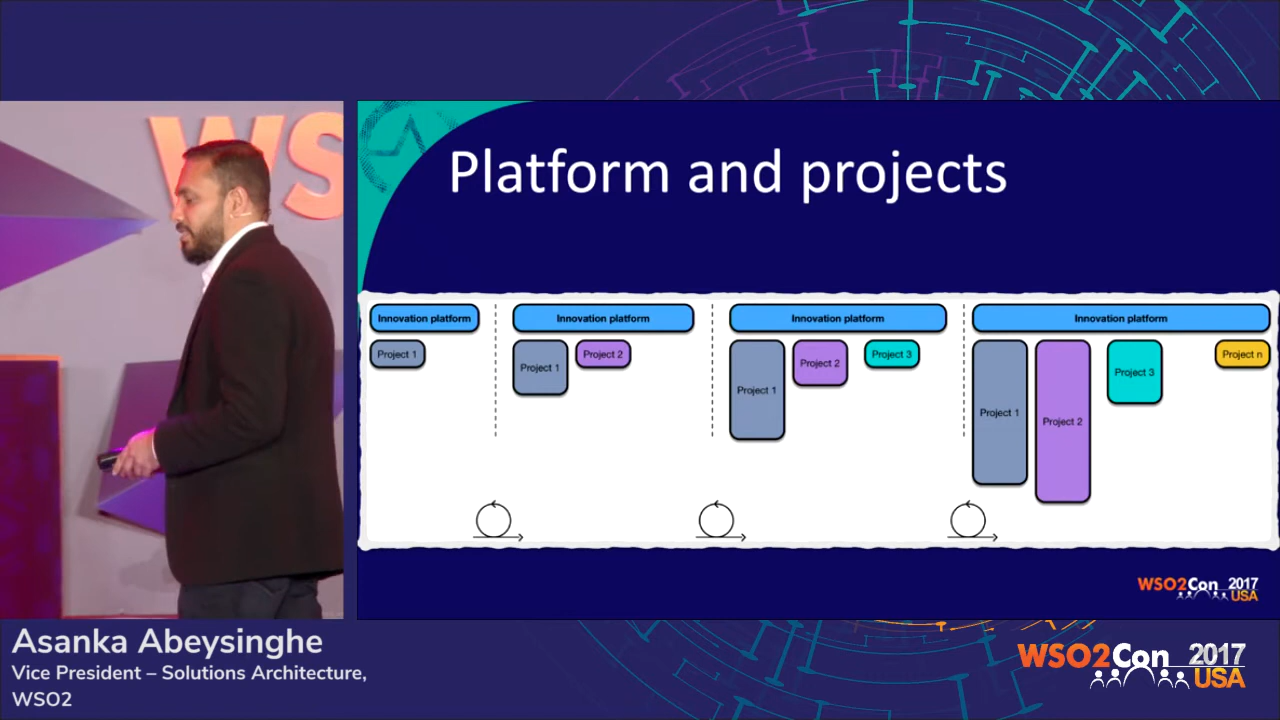 WS
Platform and projects
Innovation platform
Project 1
Innovation platform
Project 1
Project 2
Innovation platform
Project 1
Project 2
Project 3
Innovation platform
Project 1
Project 2
Project 3
Project n
WSO2Con 2017
USA
Asanka Abeysinghe
Vice President – Solutions Architecture,
WSO2
WSO2Con 2017
USA